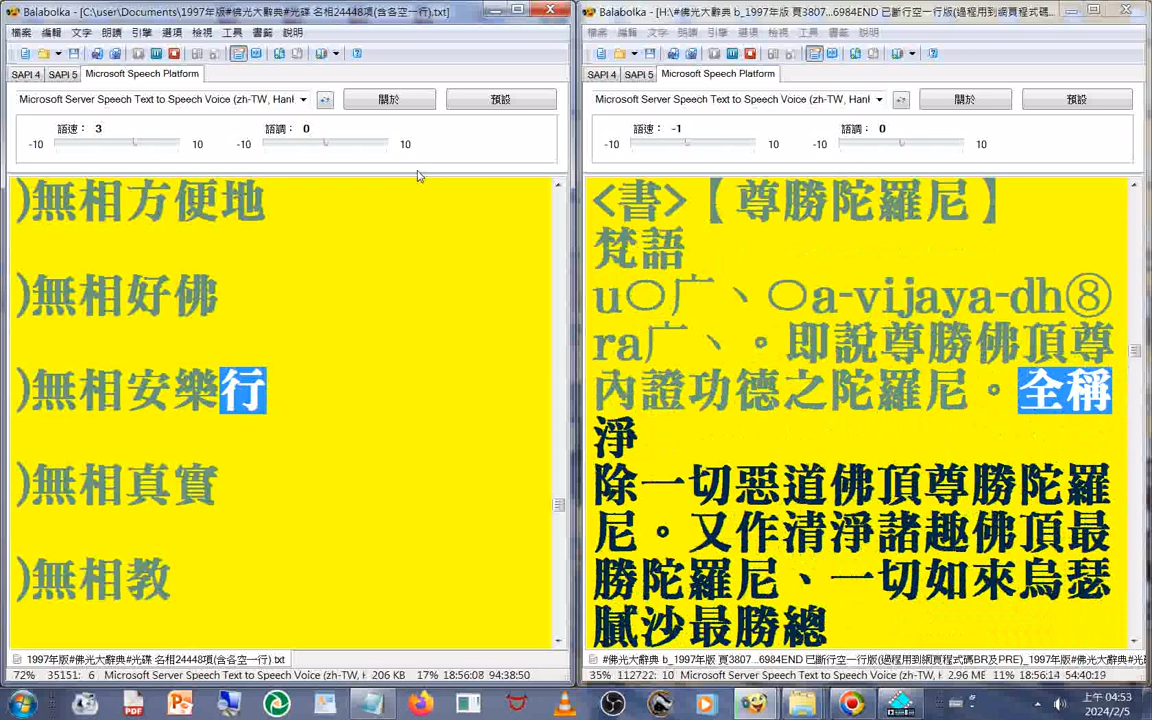 Balabolka - [C:\user\Documents\1997年版#佛光大辭典#光碟 名相24448項(含各空一行).txt]
檔案 編輯 文字 朗讀 引擎 選項 檢視 工具 書籤 說明
SAPI 4 SAPI 5 Microsoft Speech Platform
Microsoft Server Speech Text to Speech Voice (zh-TW, HanH
關於 預設
語速： 3 語調： 0
-10 10 -10 10
)無相方便地
)無相好佛
)無相安樂行
)無相真實
)無相教
1997年版#佛光大辭典#光碟 名相24448項(含各空一行).txt
72% 35151: 6 Microsoft Server Speech Text to Speech Voice (zh-TW, H 206 KB 17% 18:56:08 94:38:50
Balabolka - [H:\#佛光大辭典 b_1997年版 頁3807...6984END 已斷行空一行版(過程用到網頁程式碼...
檔案 編輯 文字 朗讀 引擎 選項 檢視 工具 書籤 說明
SAPI 4 SAPI 5 Microsoft Speech Platform
Microsoft Server Speech Text to Speech Voice (zh-TW, HanH
關於 預設
語速： -1 語調： 0
-10 10 -10 10
<書>【尊勝陀羅尼】
梵語
u〇广丶〇a-vijaya-dh⑧
ra广丶。即說尊勝佛頂尊
內證功德之陀羅尼。全稱
淨
除一切惡道佛頂尊勝陀羅
尼。又作清淨諸趣佛頂最
勝陀羅尼、一切如來烏瑟
膩沙最勝總
#佛光大辭典 b_1997年版 頁3807...6984END 已斷行空一行版(過程用到網頁程式碼BR及PRE)_1997年版#光
35% 112722: 10 Microsoft Server Speech Text to Speech Voice (zh-TW, H 2.96 ME 11% 18:56:14 54:40:19
PDF
上午 04:53
2024/2/5